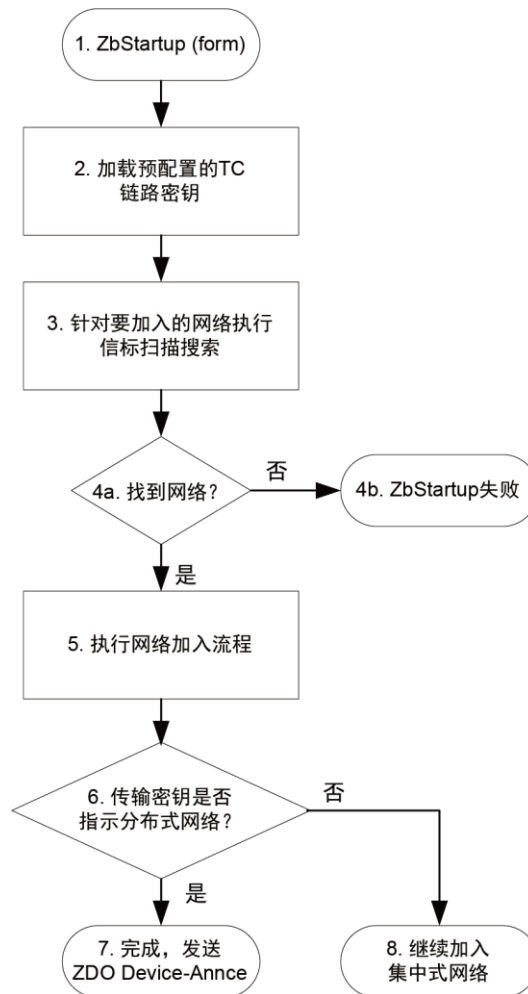 1. ZbStartup (form)
2. 加载预配置的TC
链路密钥
3. 针对要加入的网络执行
信标扫描搜索
4a. 找到网络?
否
4b. ZbStartup失败
是
5. 执行网络加入流程
6. 传输密钥是否
指示分布式网络?
否
是
7. 完成，发送
ZDO Device-Annce
8. 继续加入
集中式网络